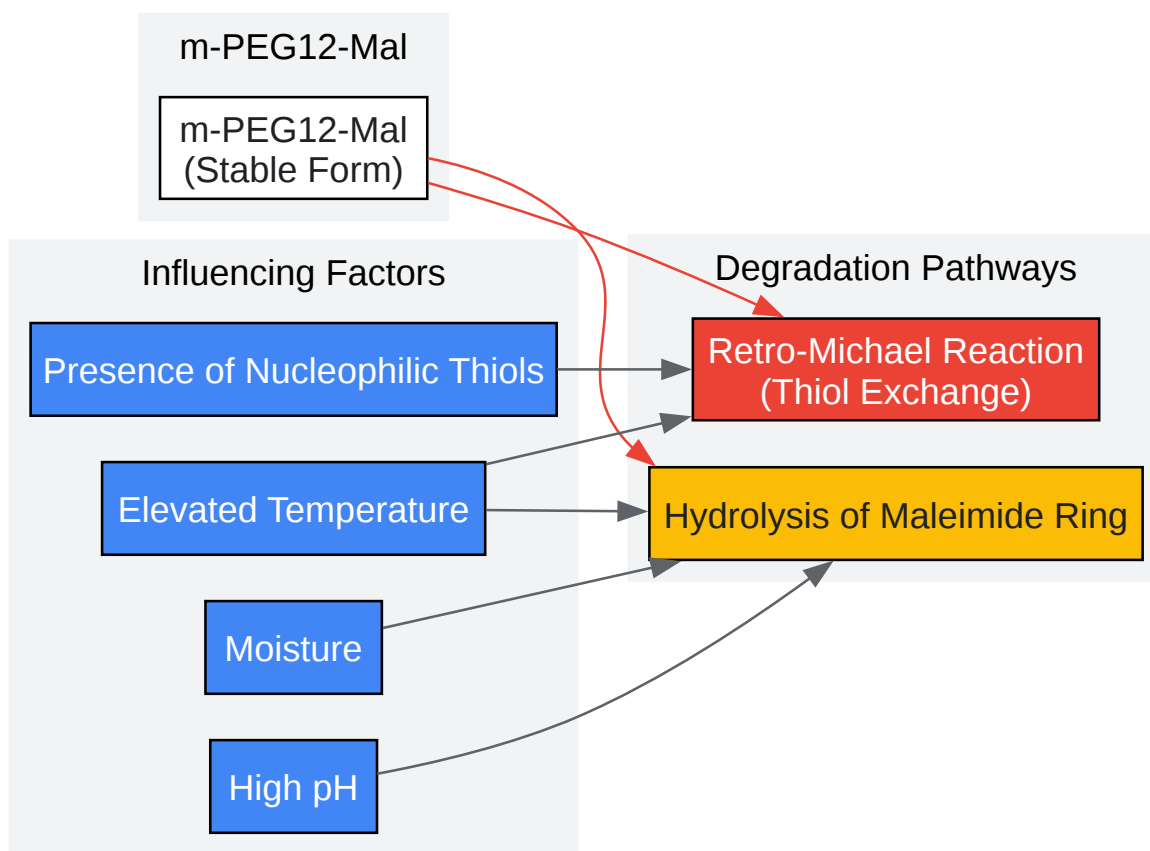 m-PEG12-Mal
m-PEG12-Mal
(Stable Form)
Influencing Factors
Presence of Nucleophilic Thiols
Elevated Temperature
Moisture
High pH
Degradation Pathways
Retro-Michael Reaction
(Thiol Exchange)
Hydrolysis of Maleimide Ring